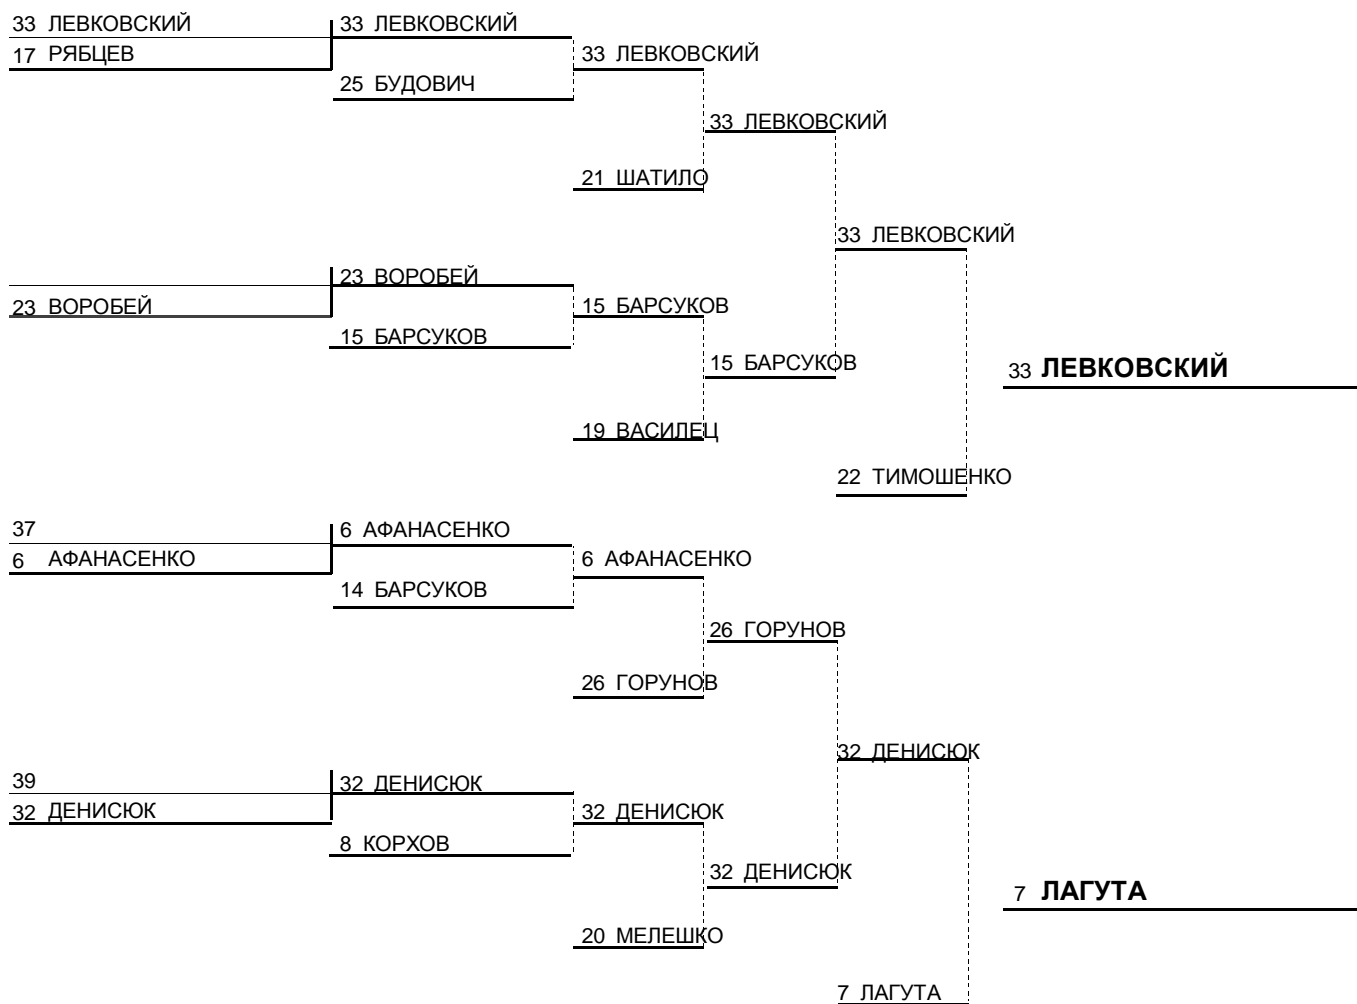 33 ЛЕВКОВСКИЙ 33 ЛЕВКОВСКИЙ
17 РЯБЦЕВ 33 ЛЕВКОВСКИЙ
25 БУДОВИЧ
33 ЛЕВКОВСКИЙ
21 ШАТИЛО
33 ЛЕВКОВСКИЙ
23 ВОРОБЕЙ
23 ВОРОБЕЙ 15 БАРСУКОВ
15 БАРСУКОВ
15 БАРСУКОВ 33 ЛЕВКОВСКИЙ
19 ВАСИЛЕЦ
22 ТИМОШЕНКО
37 6 АФАНАСЕНКО
6 АФАНАСЕНКО 6 АФАНАСЕНКО
14 БАРСУКОВ
26 ГОРУНОВ
26 ГОРУНОВ
32 ДЕНИСЮК
39 32 ДЕНИСЮК
32 ДЕНИСЮК 32 ДЕНИСЮК
8 КОРХОВ
32 ДЕНИСЮК
7 ЛАГУТА
20 МЕЛЕШКО
7 ЛАГУТА